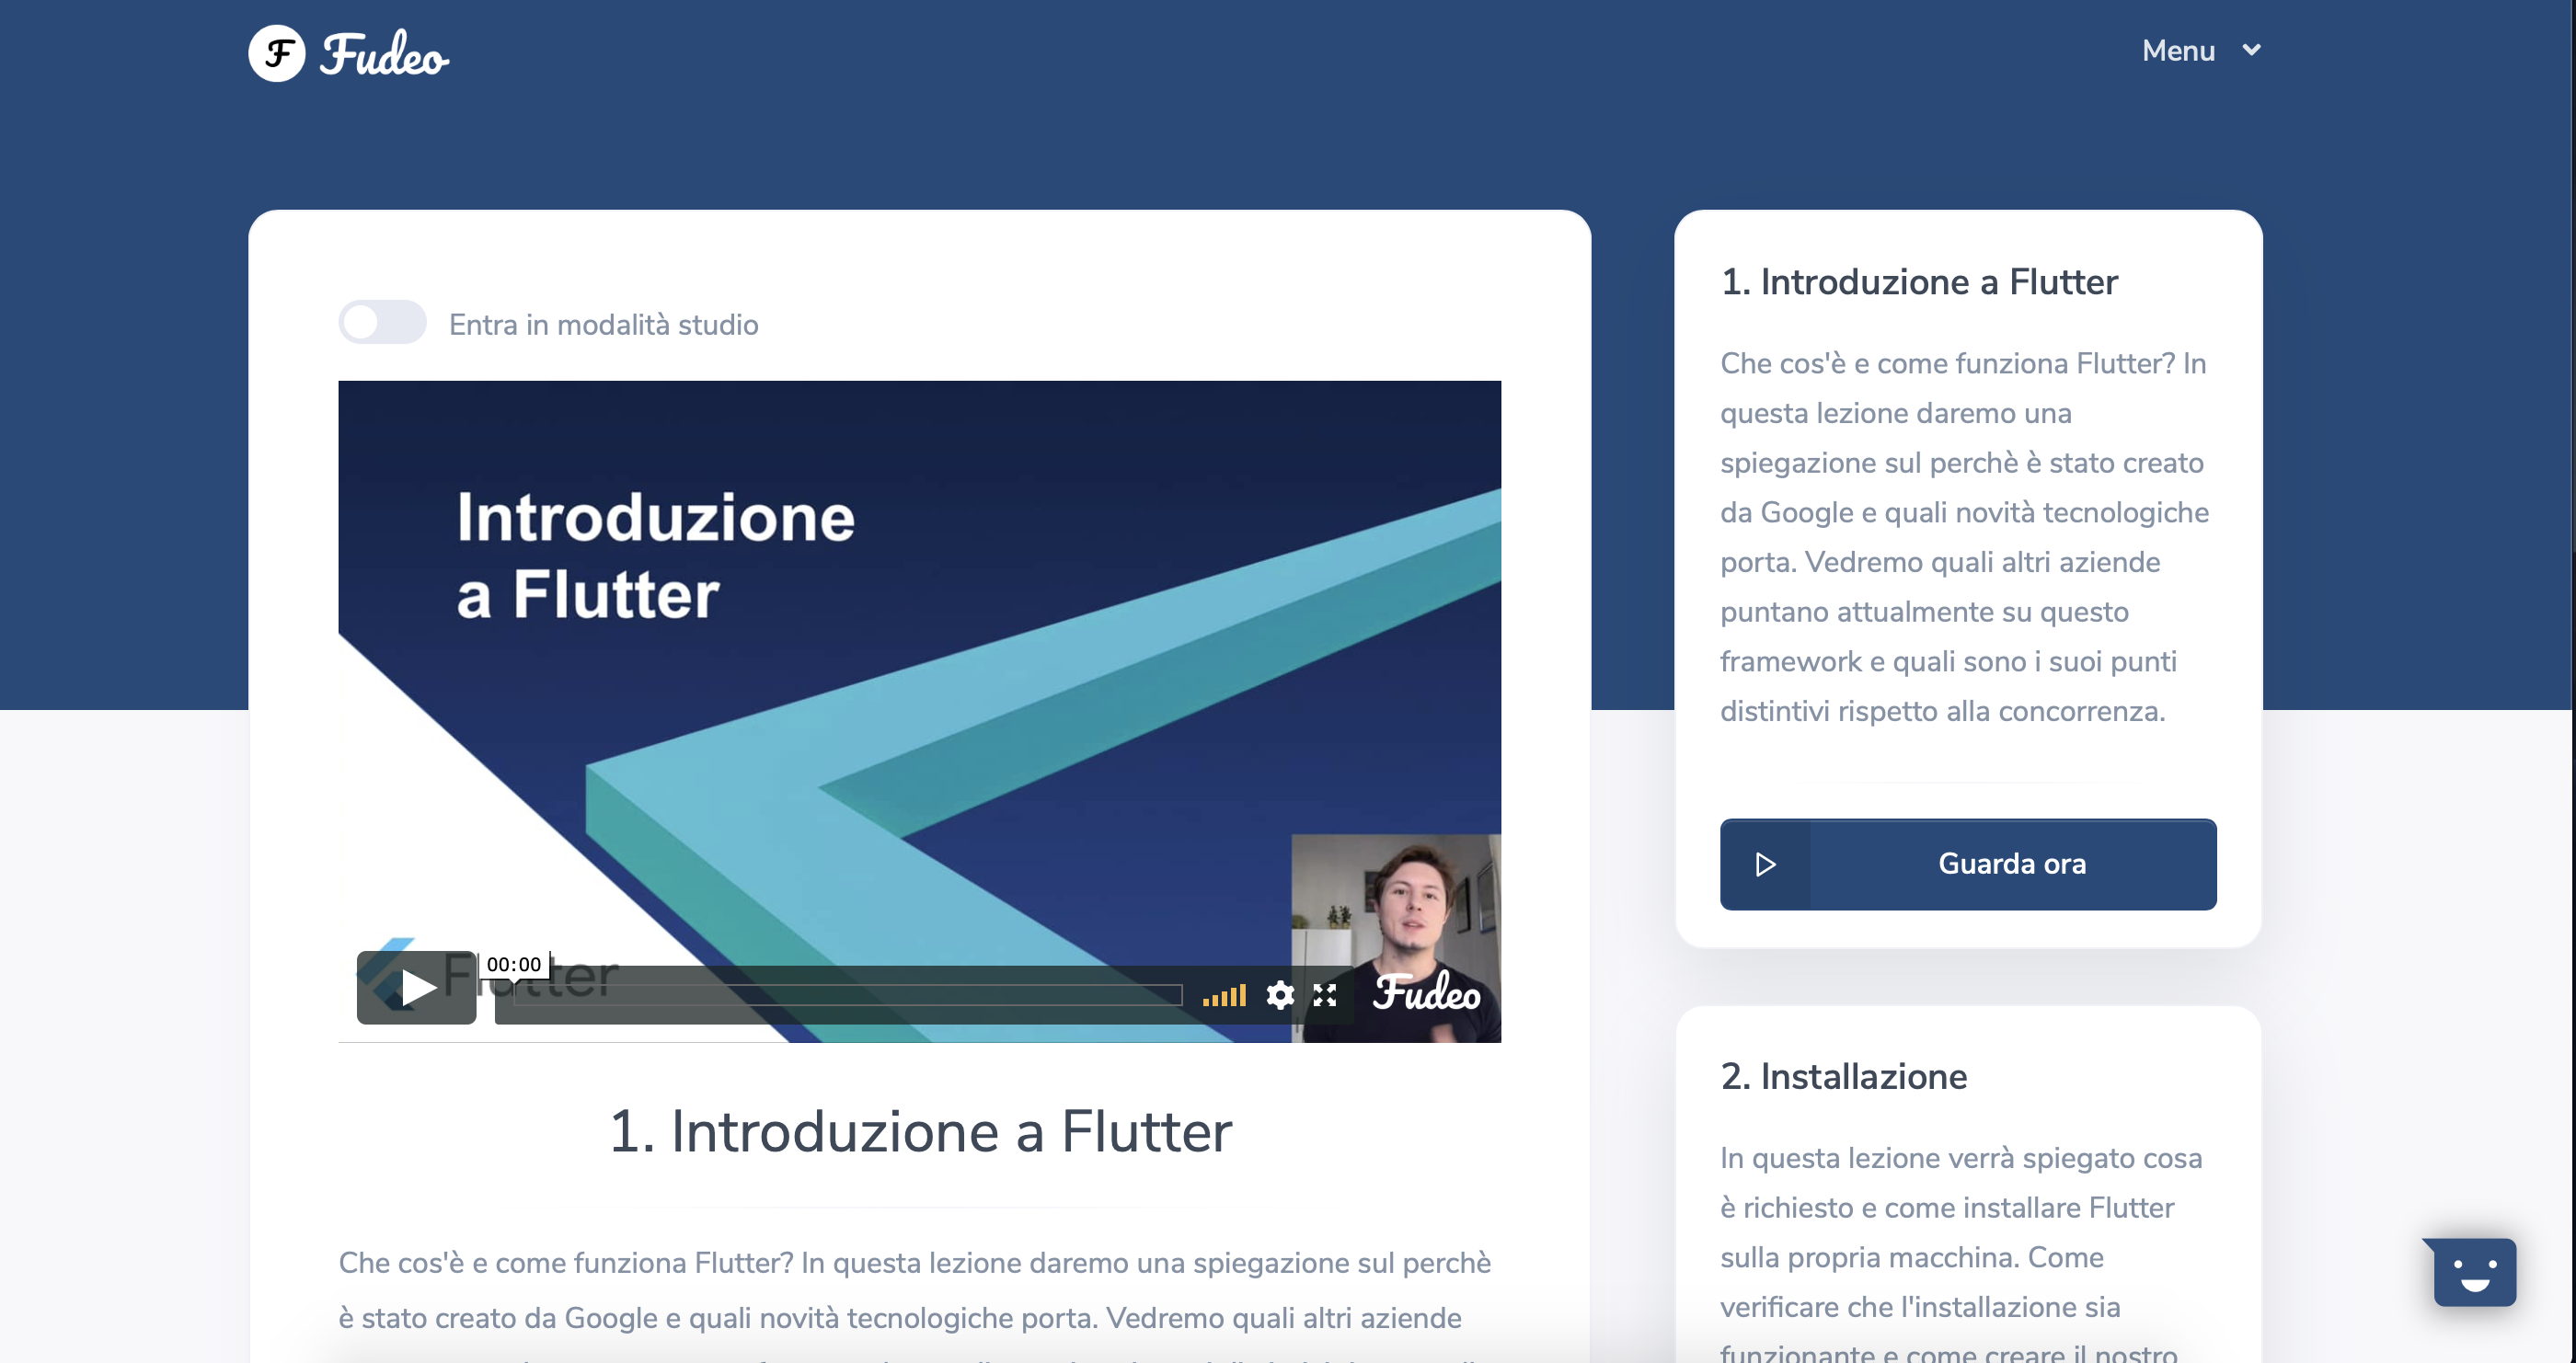 F Fudeo
Menu
Entra in modalità studio
Introduzione
a Flutter
Flutter
00:00
Fudeo
1. Introduzione a Flutter
Che cos'è e come funziona Flutter? In questa lezione daremo una spiegazione sul perchè
è stato creato da Google e quali novità tecnologiche porta. Vedremo quali altri aziende
1. Introduzione a Flutter
Che cos'è e come funziona Flutter? In
questa lezione daremo una
spiegazione sul perchè è stato creato
da Google e quali novità tecnologiche
porta. Vedremo quali altri aziende
puntano attualmente su questo
framework e quali sono i suoi punti
distintivi rispetto alla concorrenza.
Guarda ora
2. Installazione
In questa lezione verrà spiegato cosa
è richiesto e come installare Flutter
sulla propria macchina. Come
verificare che l'installazione sia
funzionante e come creare il nostro